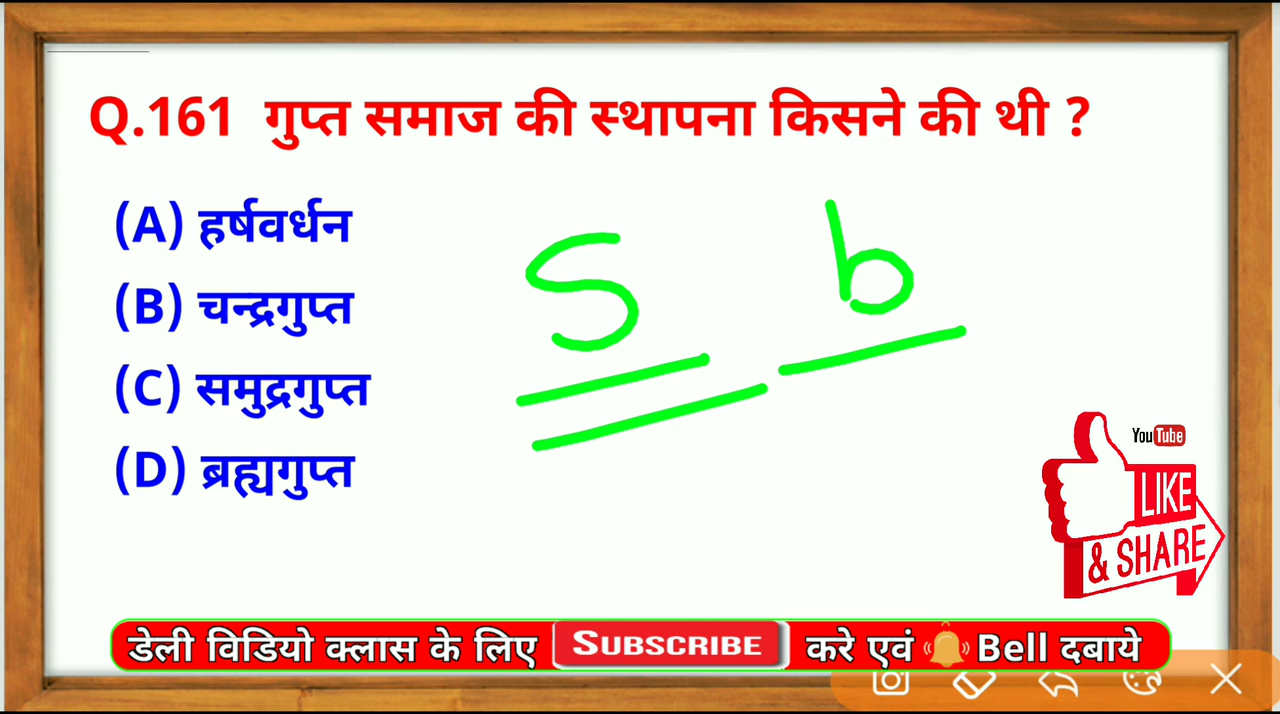 Q.161 गुप्त समाज की स्थापना किसने की थी ?
(A) हर्षवर्धन
(B) चन्द्रगुप्त
(C) समुद्रगुप्त
(D) ब्रह्यगुप्त
S b
YouTube
LIKE
& SHARE
डेली विडियो क्लास के लिए SUBSCRIBE करे एवं Bell दबाये